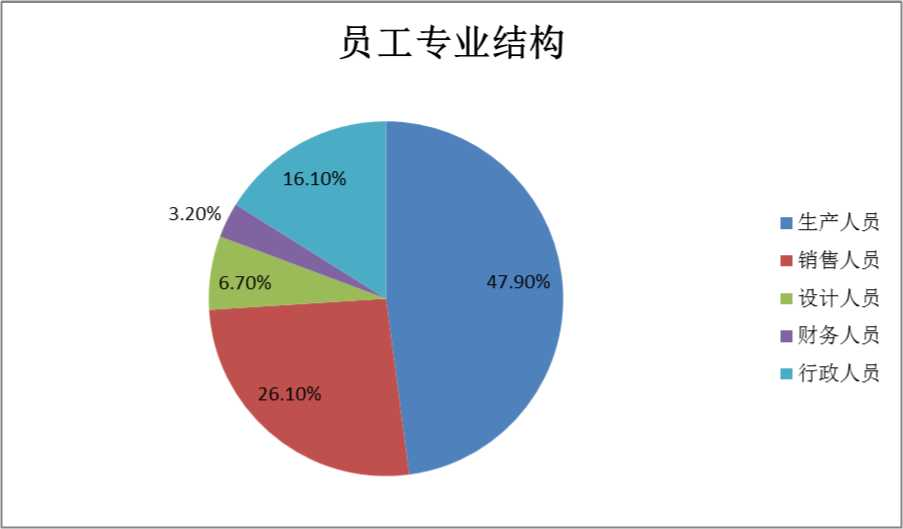 员工专业结构
16.10%
3.20%
6.70%
47.90%
26.10%
生产人员
销售人员
设计人员
财务人员
行政人员